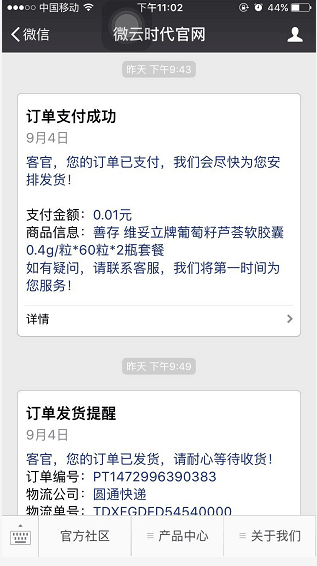 中国移动 下午11:02 44%
微信 微云时代官网
昨天 下午9:43
订单支付成功
9月4日
客官，您的订单已支付，我们会尽快为您安
排发货！
支付金额：0.01元
商品信息：善存 维妥立牌葡萄籽芦荟软胶囊
0.4g/粒*60粒*2瓶套餐
如有疑问，请联系客服，我们将第一时间为
您服务！
详情
昨天 下午9:49
订单发货提醒
9月4日
客官，您的订单已发货，请耐心等待收货！
订单编号：PT1472996390383
物流公司：圆通快递
物流单号：TDXFGDFD54540000
官方社区 产品中心 关于我们